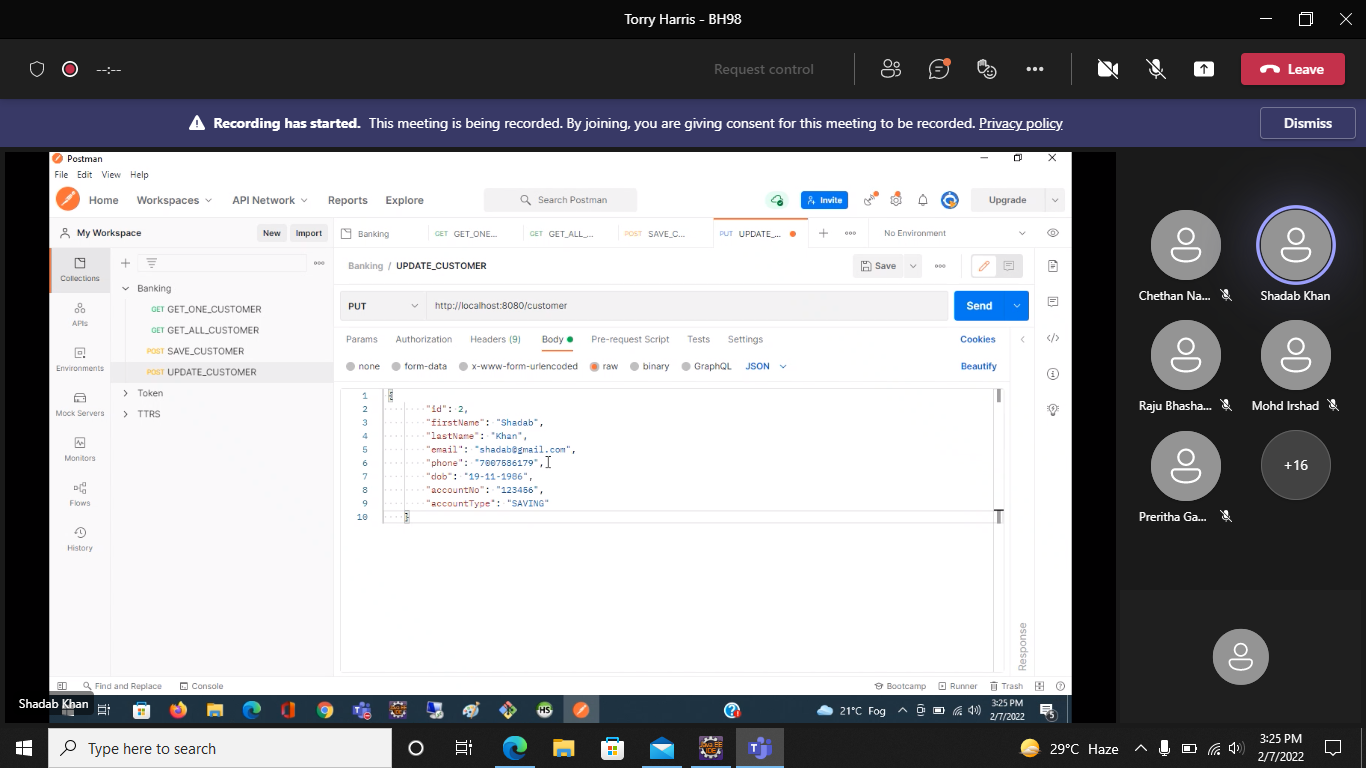 Torry Harris - BH98
--:--
Request control
Leave
Recording has started. This meeting is being recorded. By joining, you are giving consent for this meeting to be recorded. Privacy policy
Dismiss
Postman
File Edit View Help
Home Workspaces API Network Reports Explore
Search Postman
Invite
Upgrade
My Workspace
New Import
Banking
GET GET_ONE...
GET GET_ALL_...
POST SAVE_C...
PUT UPDATE_...
No Environment
Collections
APIs
Environments
Mock Servers
Monitors
Flows
History
Banking
GET GET_ONE_CUSTOMER
GET GET_ALL_CUSTOMER
POST SAVE_CUSTOMER
POST UPDATE_CUSTOMER
Token
TTRS
Banking / UPDATE_CUSTOMER
Save
PUT
http://localhost:8080/customer
Send
Params Authorization Headers (9) Body Pre-request Script Tests Settings
Cookies
none form-data x-www-form-urlencoded raw binary GraphQL JSON
Beautify
1 {
2 "id": 2,
3 "firstName": "Shadab",
4 "lastName": "Khan",
5 "email": "shadab@gmail.com",
6 "phone": "7007586179",
7 "dob": "19-11-1986",
8 "accountNo": "123456",
9 "accountType": "SAVING"
10 }
Response
Find and Replace Console
Bootcamp Runner Trash
Shadab Khan
21°C Fog
3:25 PM
2/7/2022
5
Chethan Na...
Shadab Khan
Raju Bhasha...
Mohd Irshad
Preritha Ga...
+16
Type here to search
29°C Haze
3:25 PM
2/7/2022